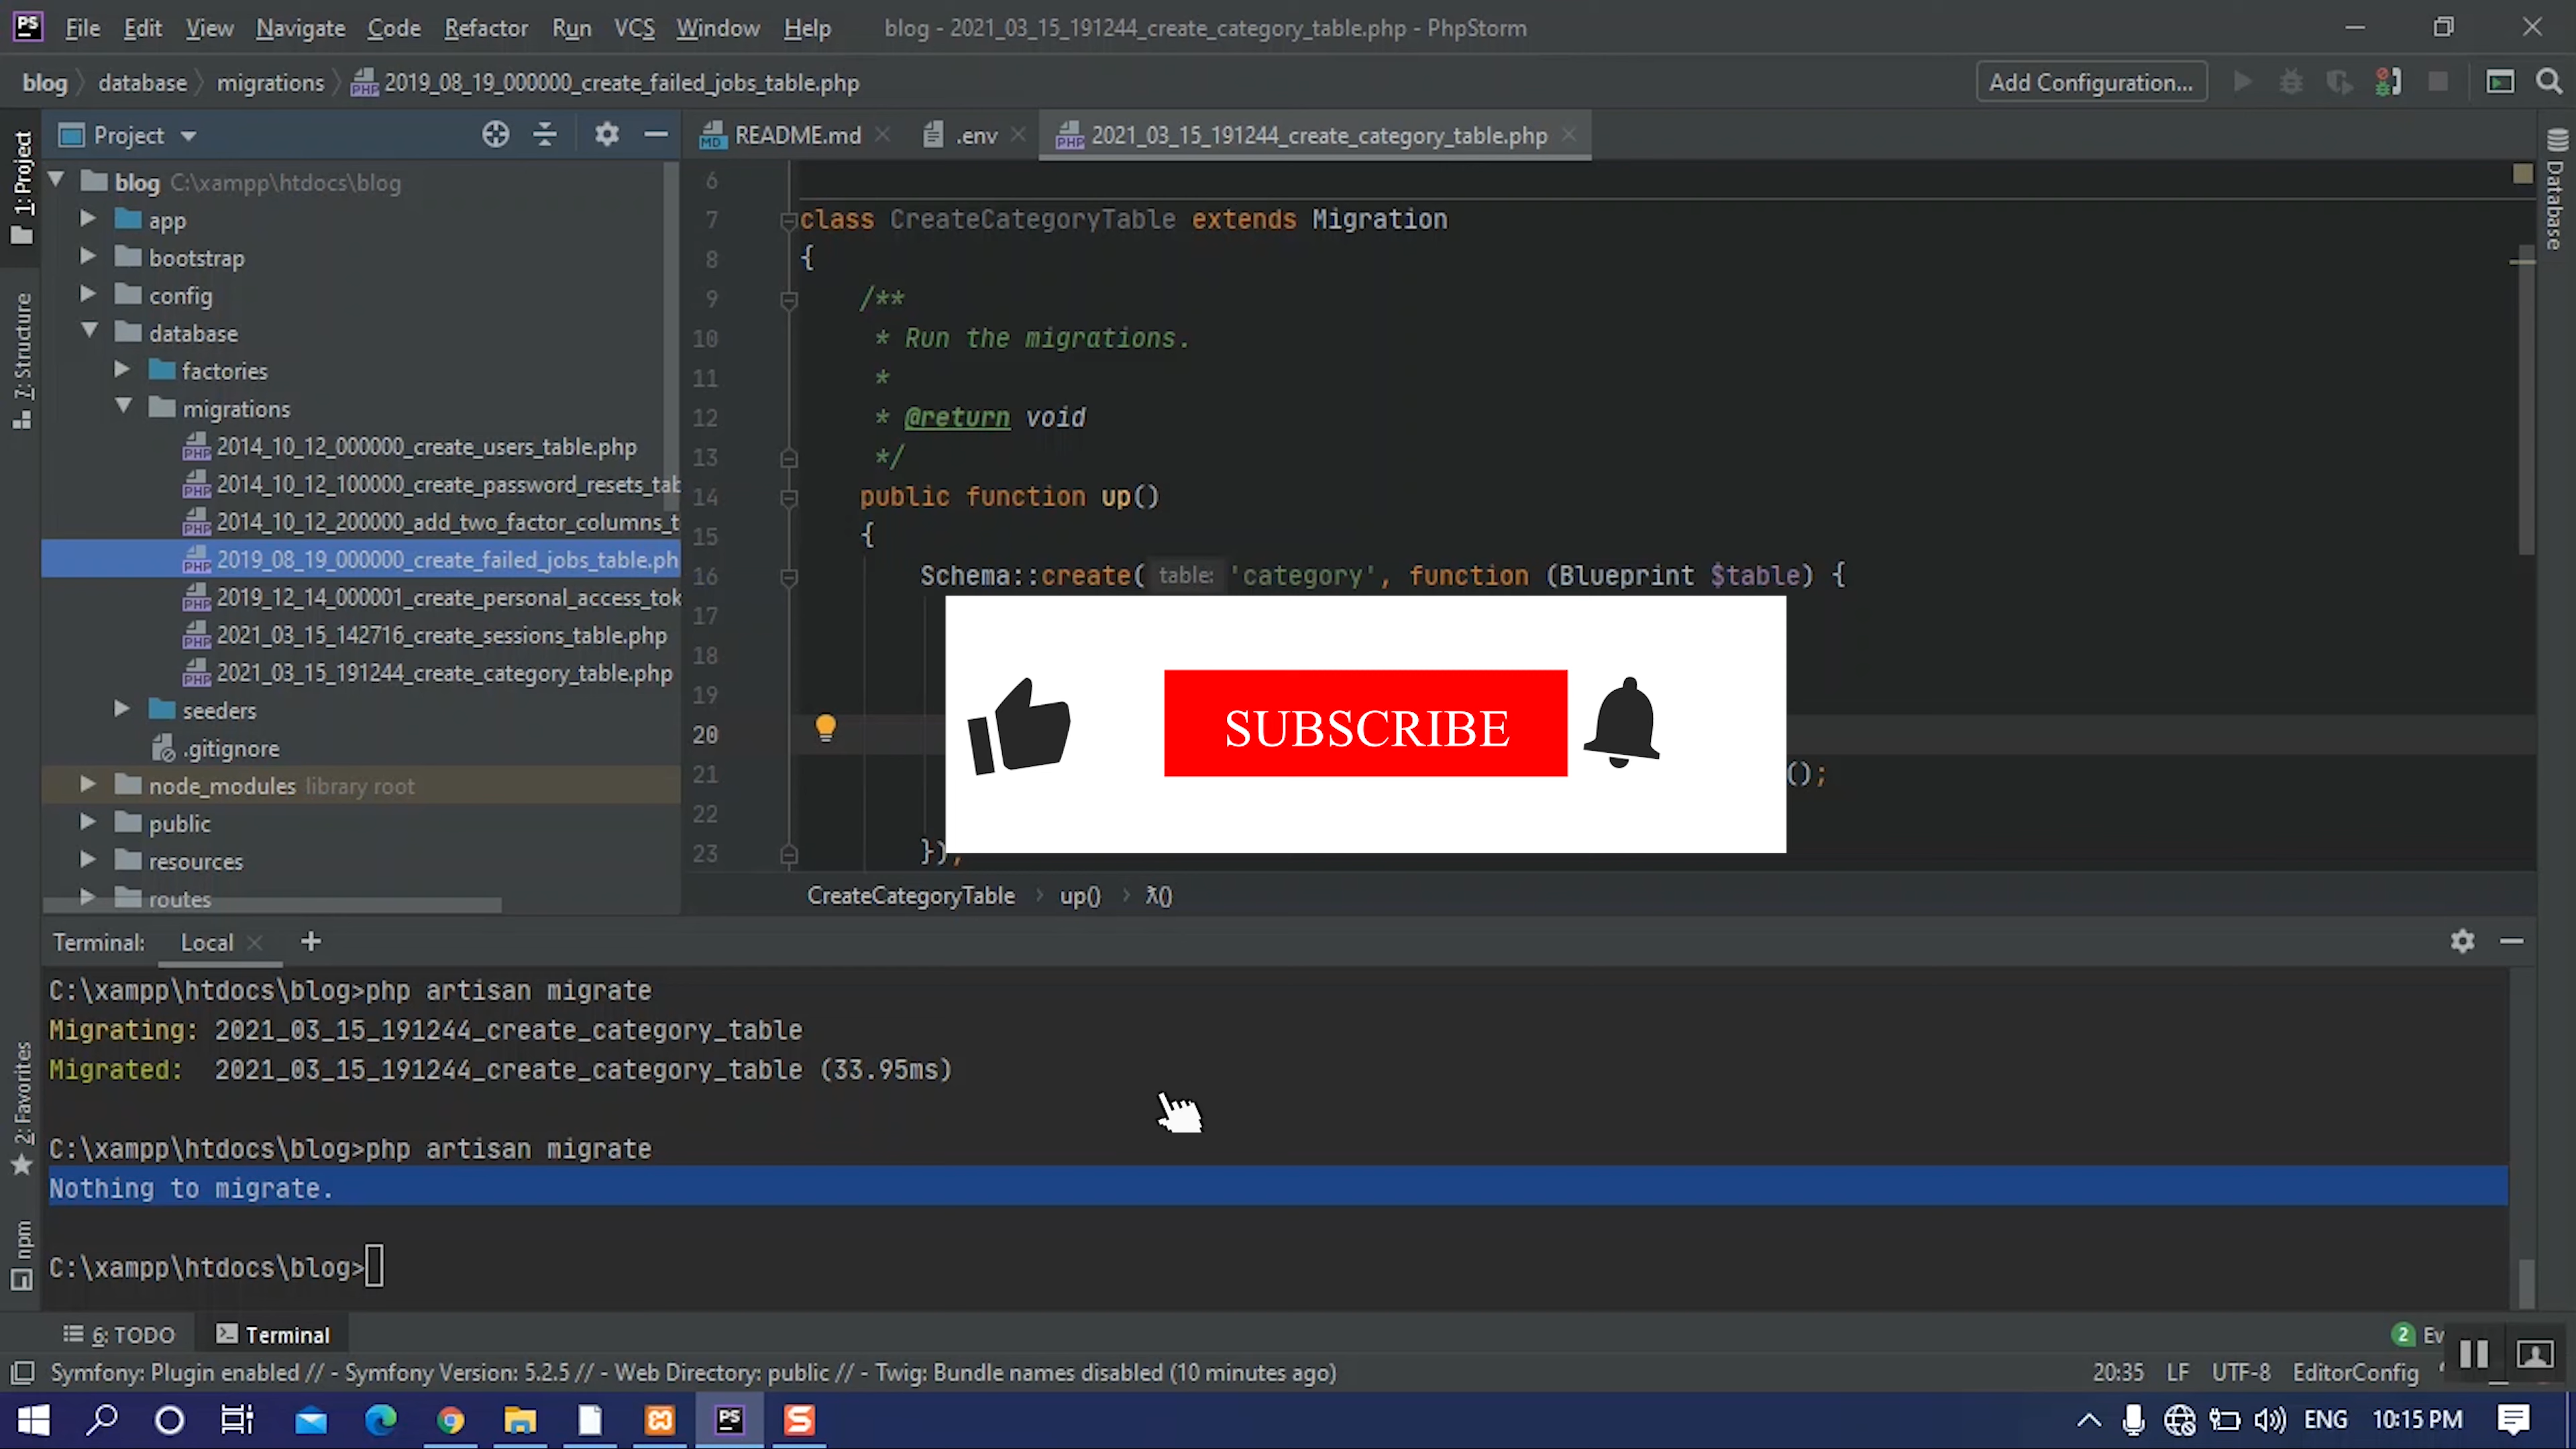 PS File Edit View Navigate Code Refactor Run VCS Window Help blog - 2021_03_15_191244_create_category_table.php - PhpStorm
blog database migrations 2019_08_19_000000_create_failed_jobs_table.php Add Configuration...
1: Project
7: Structure
2: Favorites
npm
Database
Project
blog C:\xampp\htdocs\blog
app
bootstrap
config
database
factories
migrations
2014_10_12_000000_create_users_table.php
2014_10_12_100000_create_password_resets_tab
2014_10_12_200000_add_two_factor_columns_t
2019_08_19_000000_create_failed_jobs_table.ph
2019_12_14_000001_create_personal_access_tok
2021_03_15_142716_create_sessions_table.php
2021_03_15_191244_create_category_table.php
seeders
.gitignore
node_modules library root
public
resources
routes
README.md .env 2021_03_15_191244_create_category_table.php
6
7 class CreateCategoryTable extends Migration
8 {
9 /**
10 * Run the migrations.
11 *
12 * @return void
13 */
14 public function up()
15 {
16 Schema::create( table: 'category', function (Blueprint $table) {
17
18
19
20
21 ();
22
23 });
SUBSCRIBE
CreateCategoryTable › up() › λ()
Terminal: Local +
C:\xampp\htdocs\blog>php artisan migrate
Migrating: 2021_03_15_191244_create_category_table
Migrated: 2021_03_15_191244_create_category_table (33.95ms)
C:\xampp\htdocs\blog>php artisan migrate
Nothing to migrate.
C:\xampp\htdocs\blog>
6: TODO Terminal 2 Ev
Symfony: Plugin enabled // - Symfony Version: 5.2.5 // - Web Directory: public // - Twig: Bundle names disabled (10 minutes ago) 20:35 LF UTF-8 EditorConfig
ENG 10:15 PM